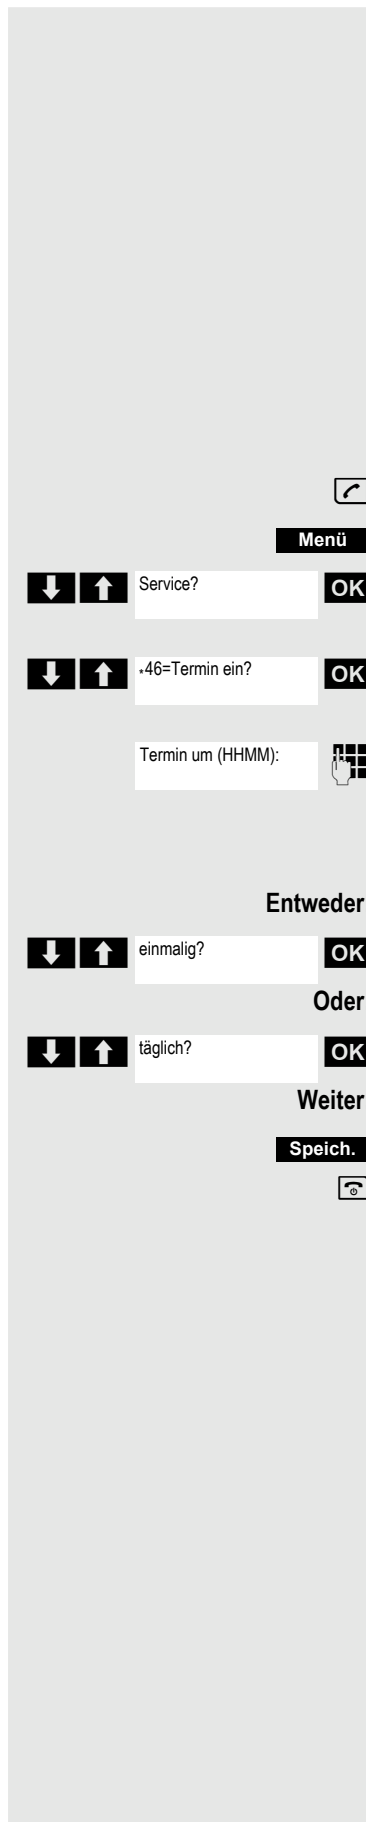 Menü
Service? OK
*46=Termin ein? OK
Termin um (HHMM):
Entweder
einmalig? OK
Oder
täglich? OK
Weiter
Speich.